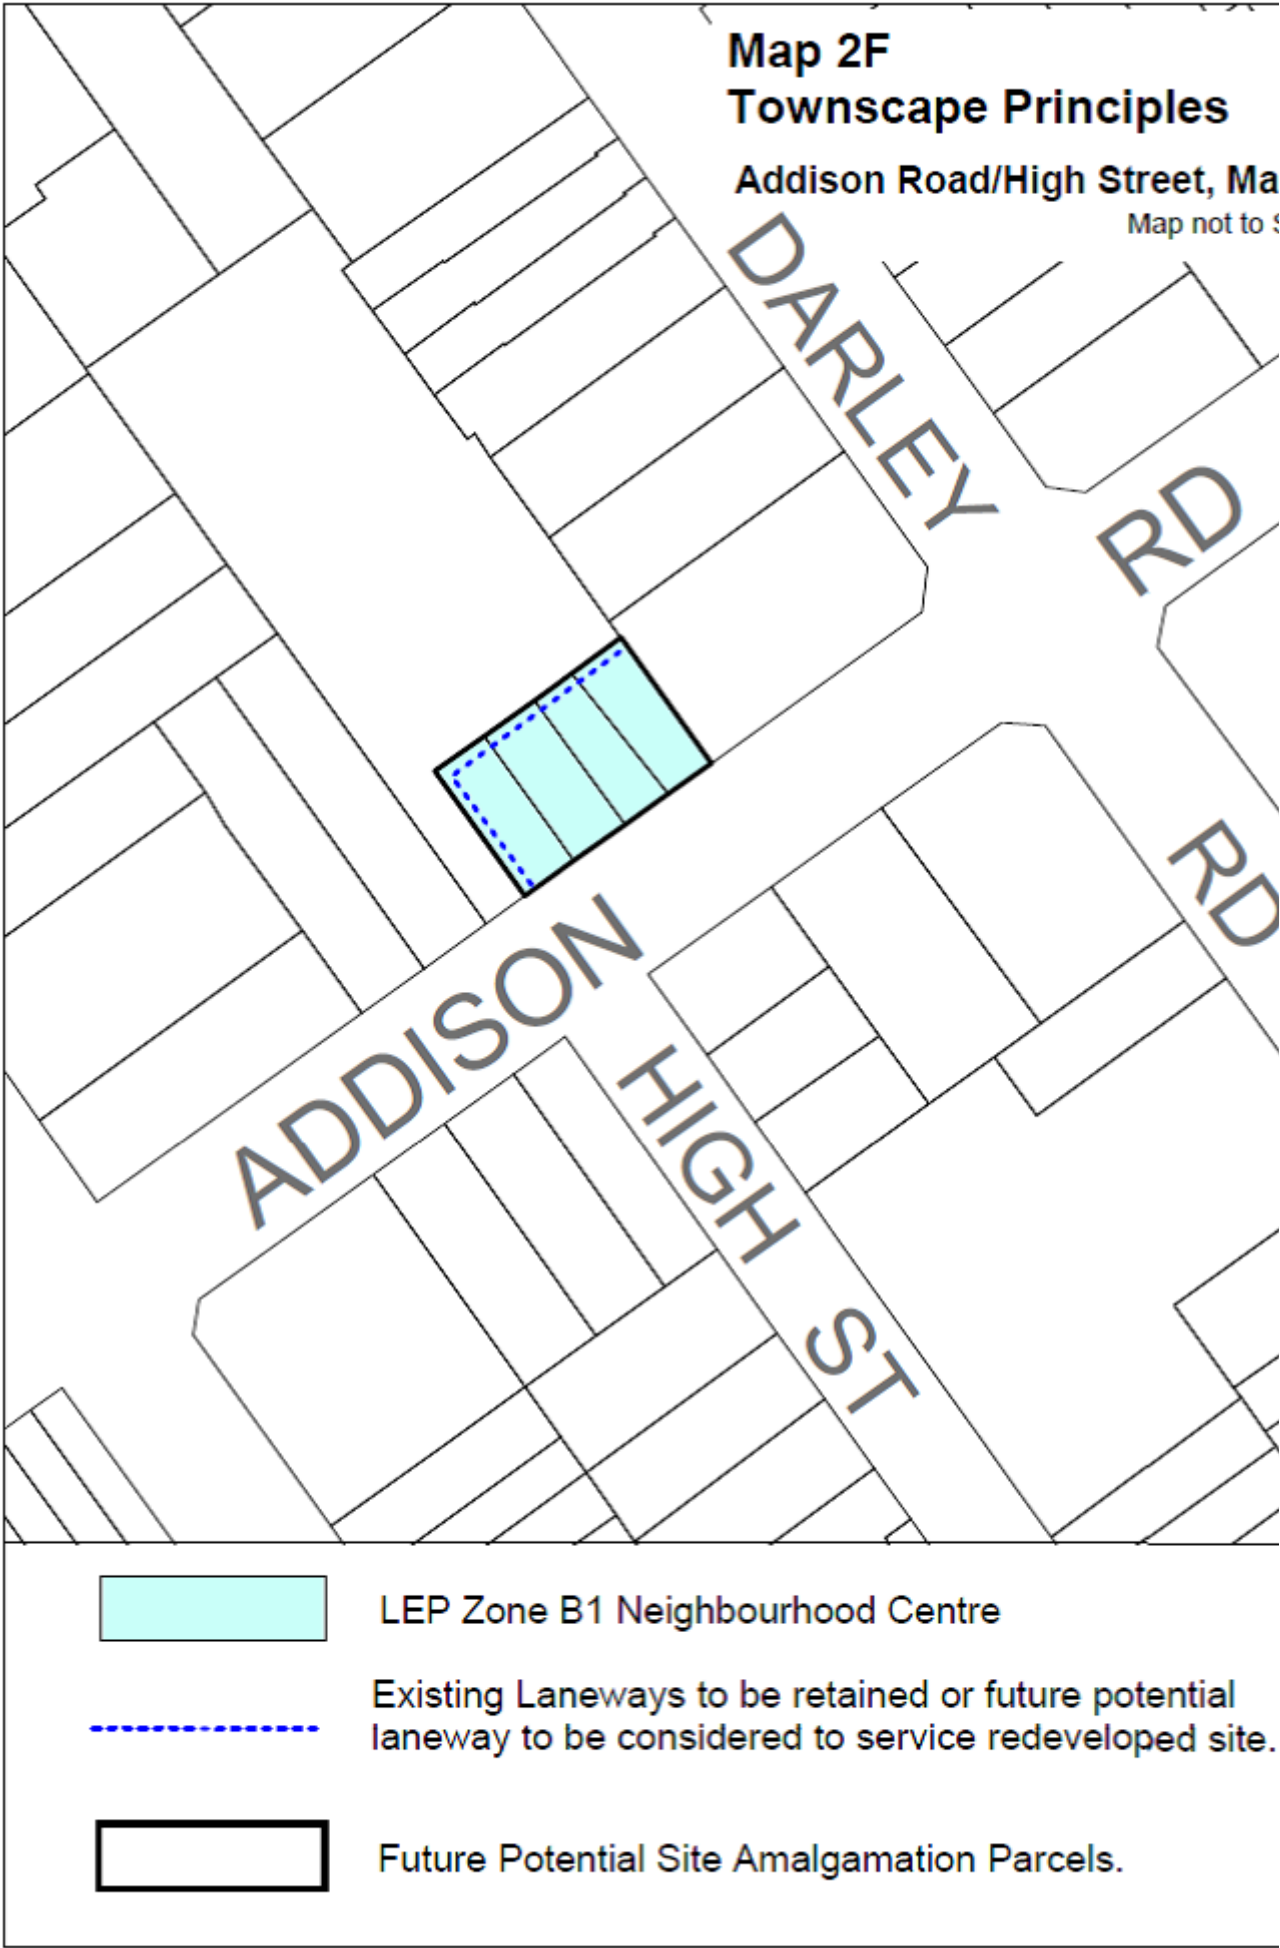 Map 2F
Townscape Principles
Addison Road/High Street, Ma
Map not to S
DARLEY
RD
RD
ADDISON
HIGH ST
LEP Zone B1 Neighbourhood Centre
Existing Laneways to be retained or future potential
laneway to be considered to service redeveloped site.
Future Potential Site Amalgamation Parcels.